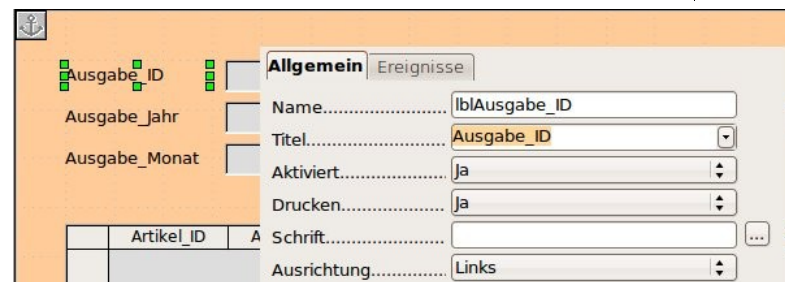 Ausgabe_ID
Ausgabe_Jahr
Ausgabe_Monat
Artikel_ID A
Allgemein Ereignisse
Name........................ lblAusgabe_ID
Titel........................... Ausgabe_ID
Aktiviert.................... Ja
Drucken.................... Ja
Schrift.......................
...
Ausrichtung.............. Links